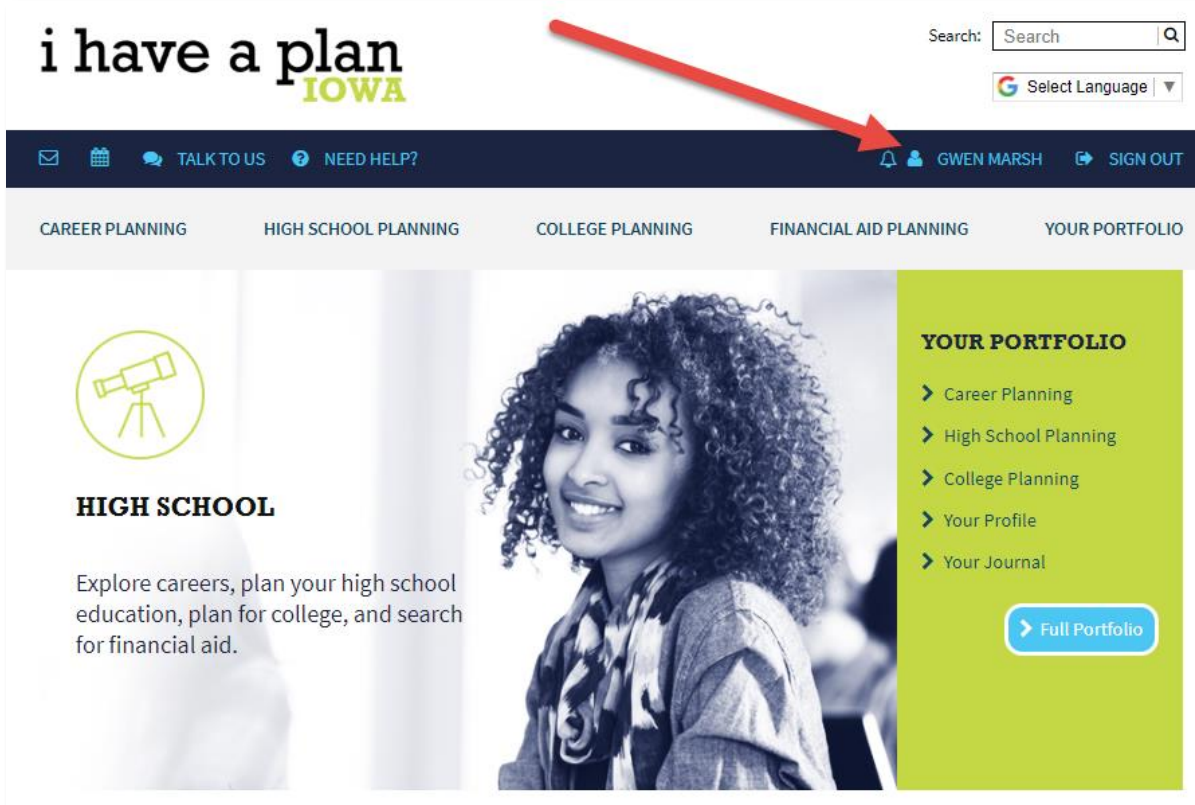 i have a plan
IOWA
Search: Search
Select Language
TALK TO US NEED HELP? GWEN MARSH SIGN OUT
CAREER PLANNING HIGH SCHOOL PLANNING COLLEGE PLANNING FINANCIAL AID PLANNING YOUR PORTFOLIO
HIGH SCHOOL
Explore careers, plan your high school
education, plan for college, and search
for financial aid.
YOUR PORTFOLIO
Career Planning
High School Planning
College Planning
Your Profile
Your Journal
Full Portfolio